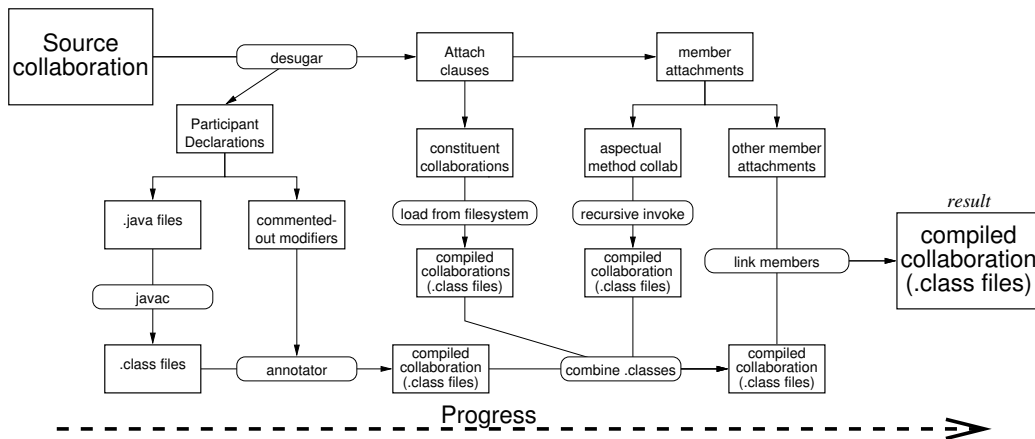 Source
collaboration
desugar
Attach
clauses
member
attachments
Participant
Declarations
constituent
collaborations
aspectual
method collab
other member
attachments
.java files
commented-
out modifiers
load from filesystem
recursive invoke
result
compiled
collaboration
(.class files)
javac
compiled
collaborations
(.class files)
compiled
collaboration
(.class files)
link members
.class files
annotator
compiled
collaboration
(.class files)
combine .classes
compiled
collaboration
(.class files)
Progress